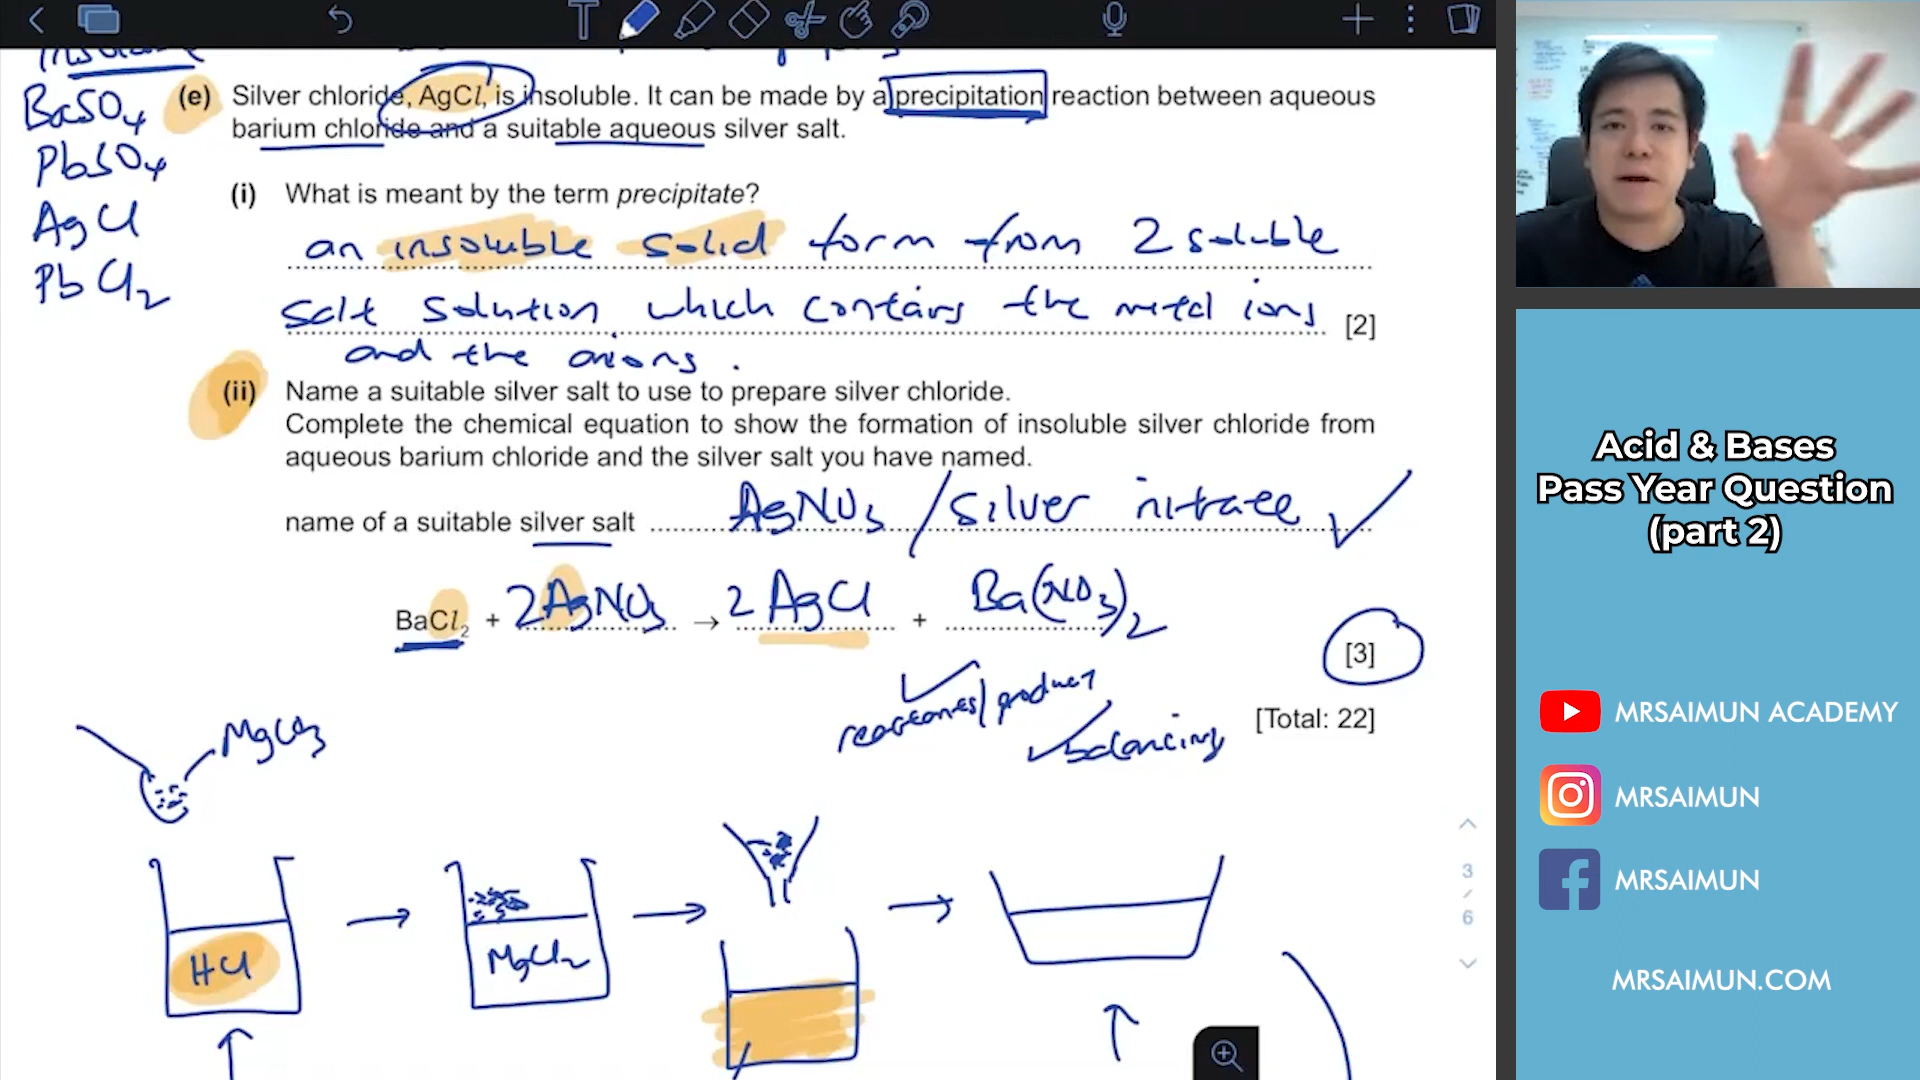 BaSO4
PbSO4
AgCl
PbCl2
(e) Silver chloride, AgCl, is insoluble. It can be made by a precipitation reaction between aqueous
barium chloride and a suitable aqueous silver salt.
(i) What is meant by the term precipitate?
an insoluble solid form from 2 soluble
salt solution which contains the metal ions
[2]
and the anions.
(ii) Name a suitable silver salt to use to prepare silver chloride.
Complete the chemical equation to show the formation of insoluble silver chloride from
aqueous barium chloride and the silver salt you have named.
name of a suitable silver salt AgNO3 / silver nitrate ✓
BaCl2 + 2AgNO3 → 2 AgCl + Ba(NO3)2
[3]
✓ reactants/product
✓ balancing
[Total: 22]
MgCO3
HCl
MgCl2
3
6
Acid & Bases
Pass Year Question
(part 2)
MRSAIMUN ACADEMY
MRSAIMUN
MRSAIMUN
MRSAIMUN.COM